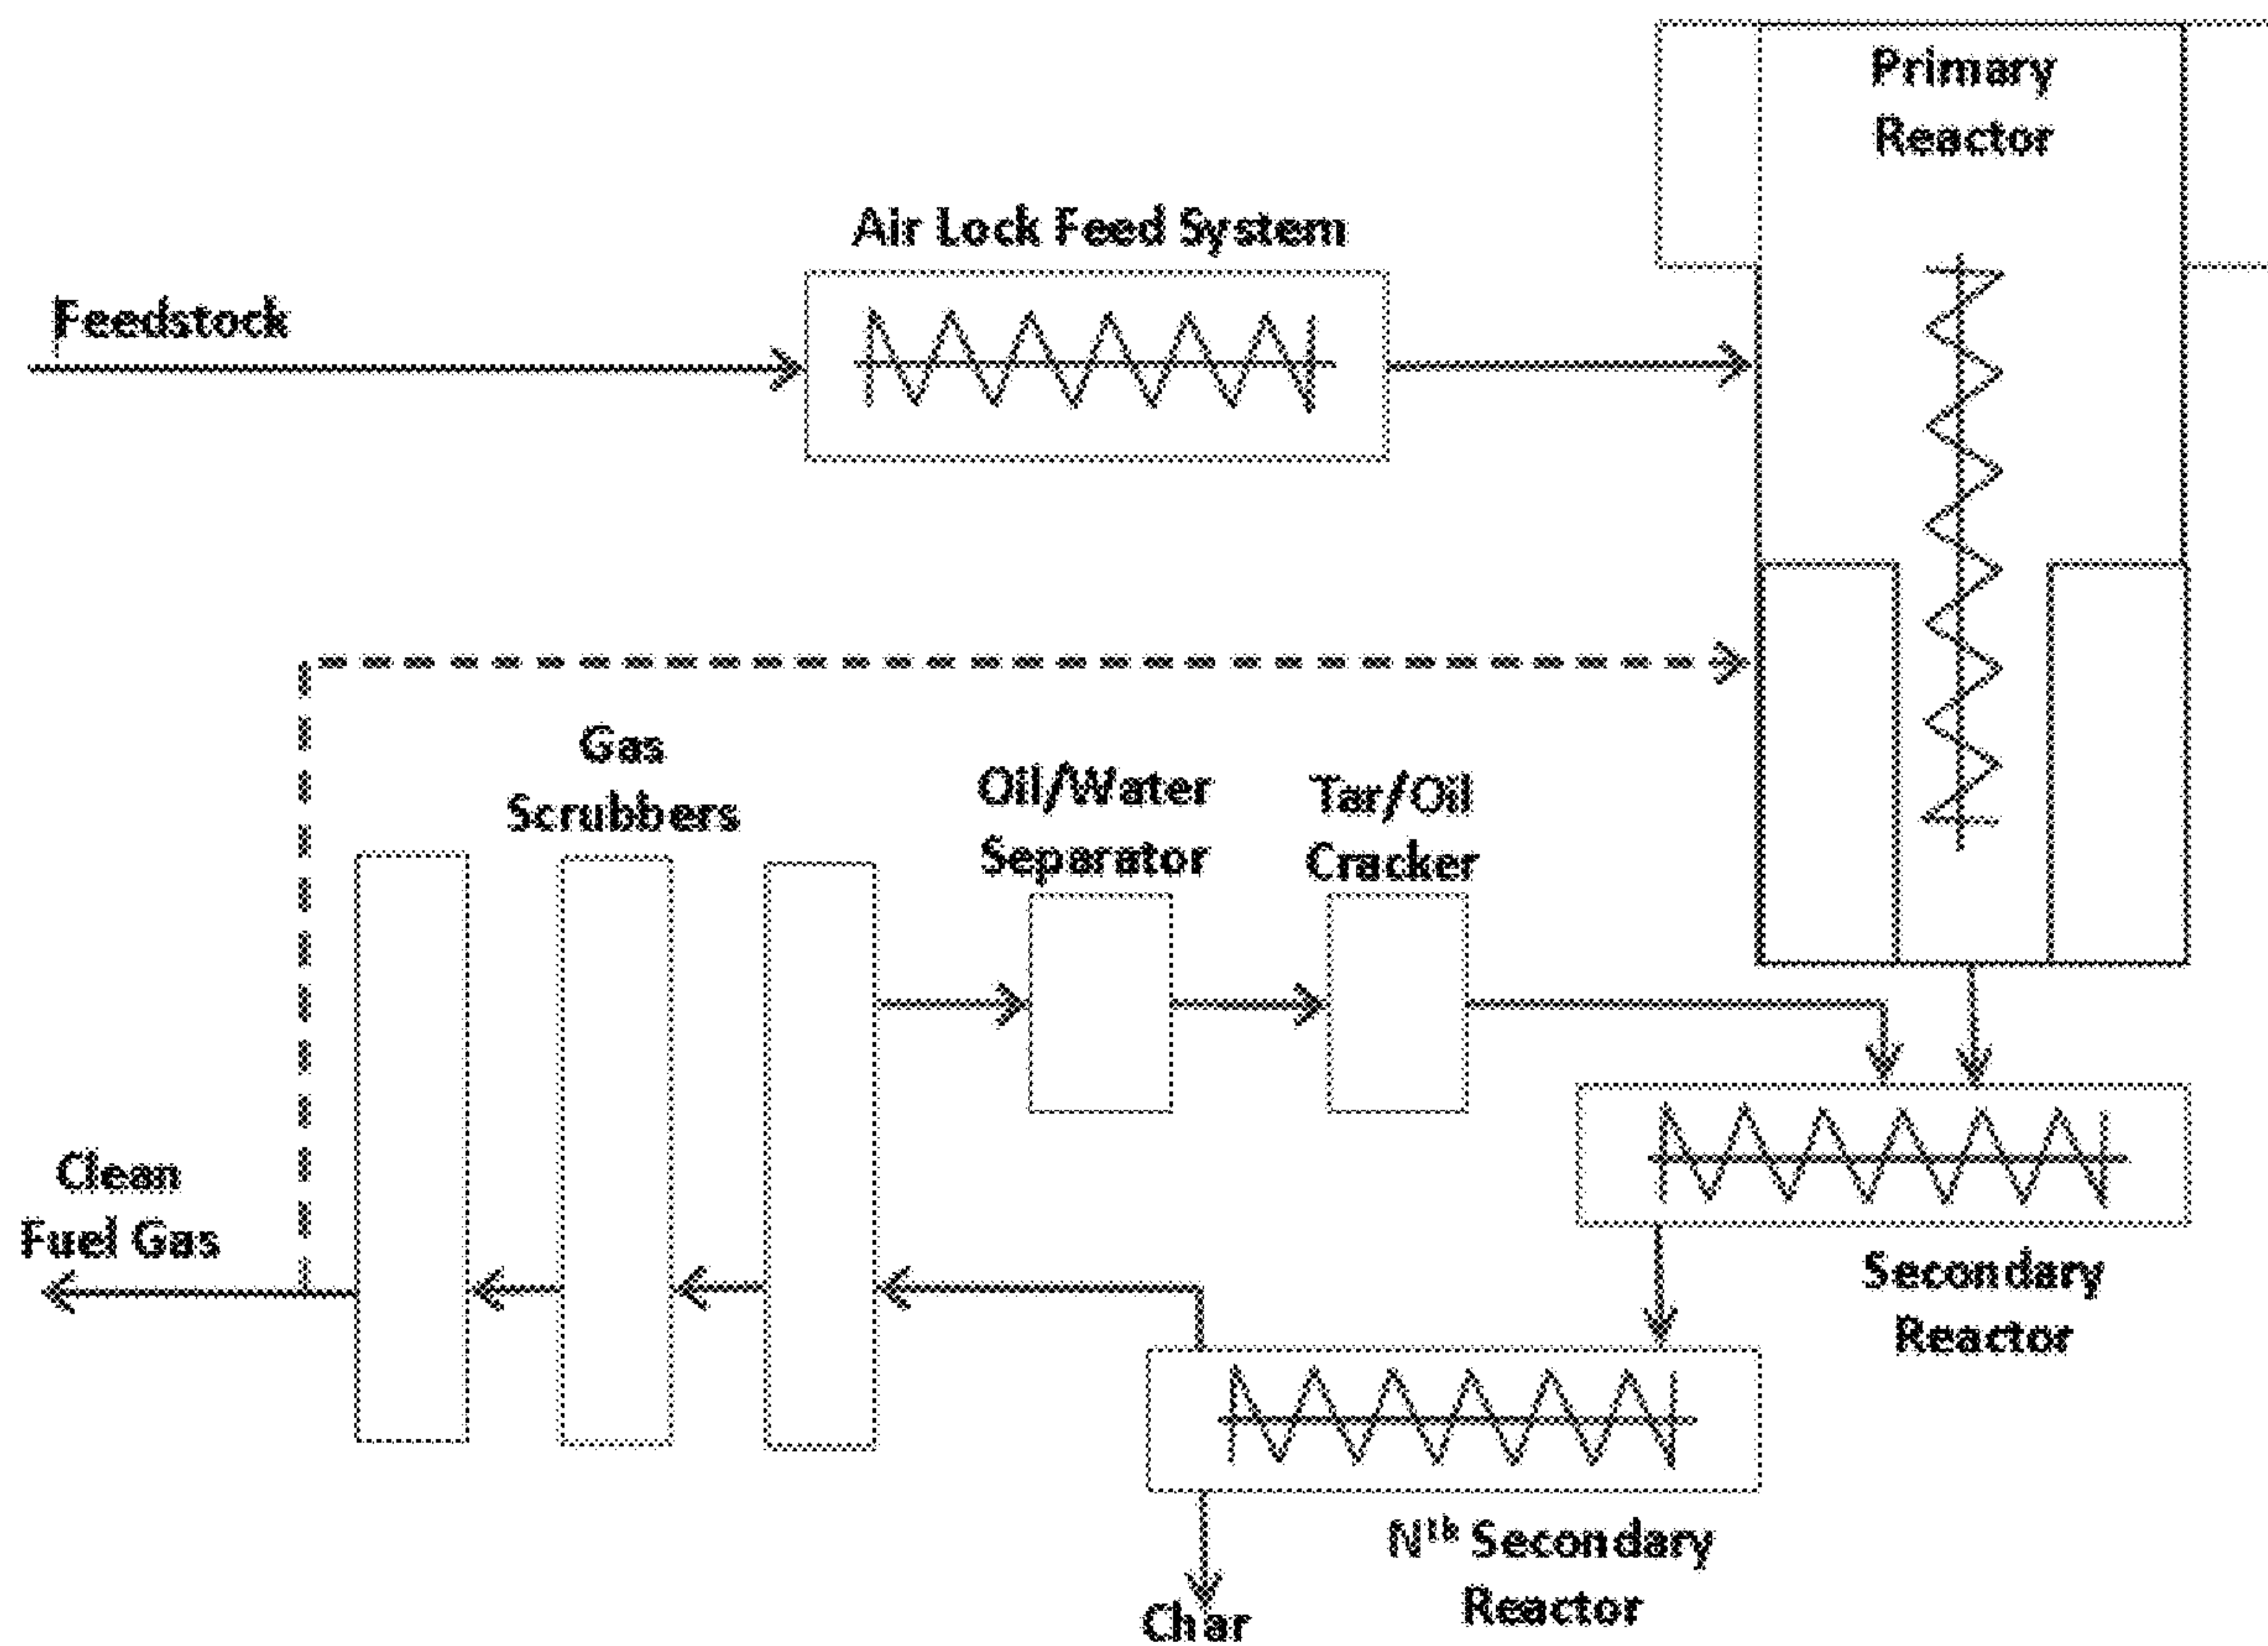 Primary
Reactor
Air Lock Feed System
Feedstock
Gas
Scrubbers
Oil/Water
Separator
Tar/Oil
Cracker
Clean
Fuel Gas
Secondary
Reactor
Nth Secondary
Reactor
Char